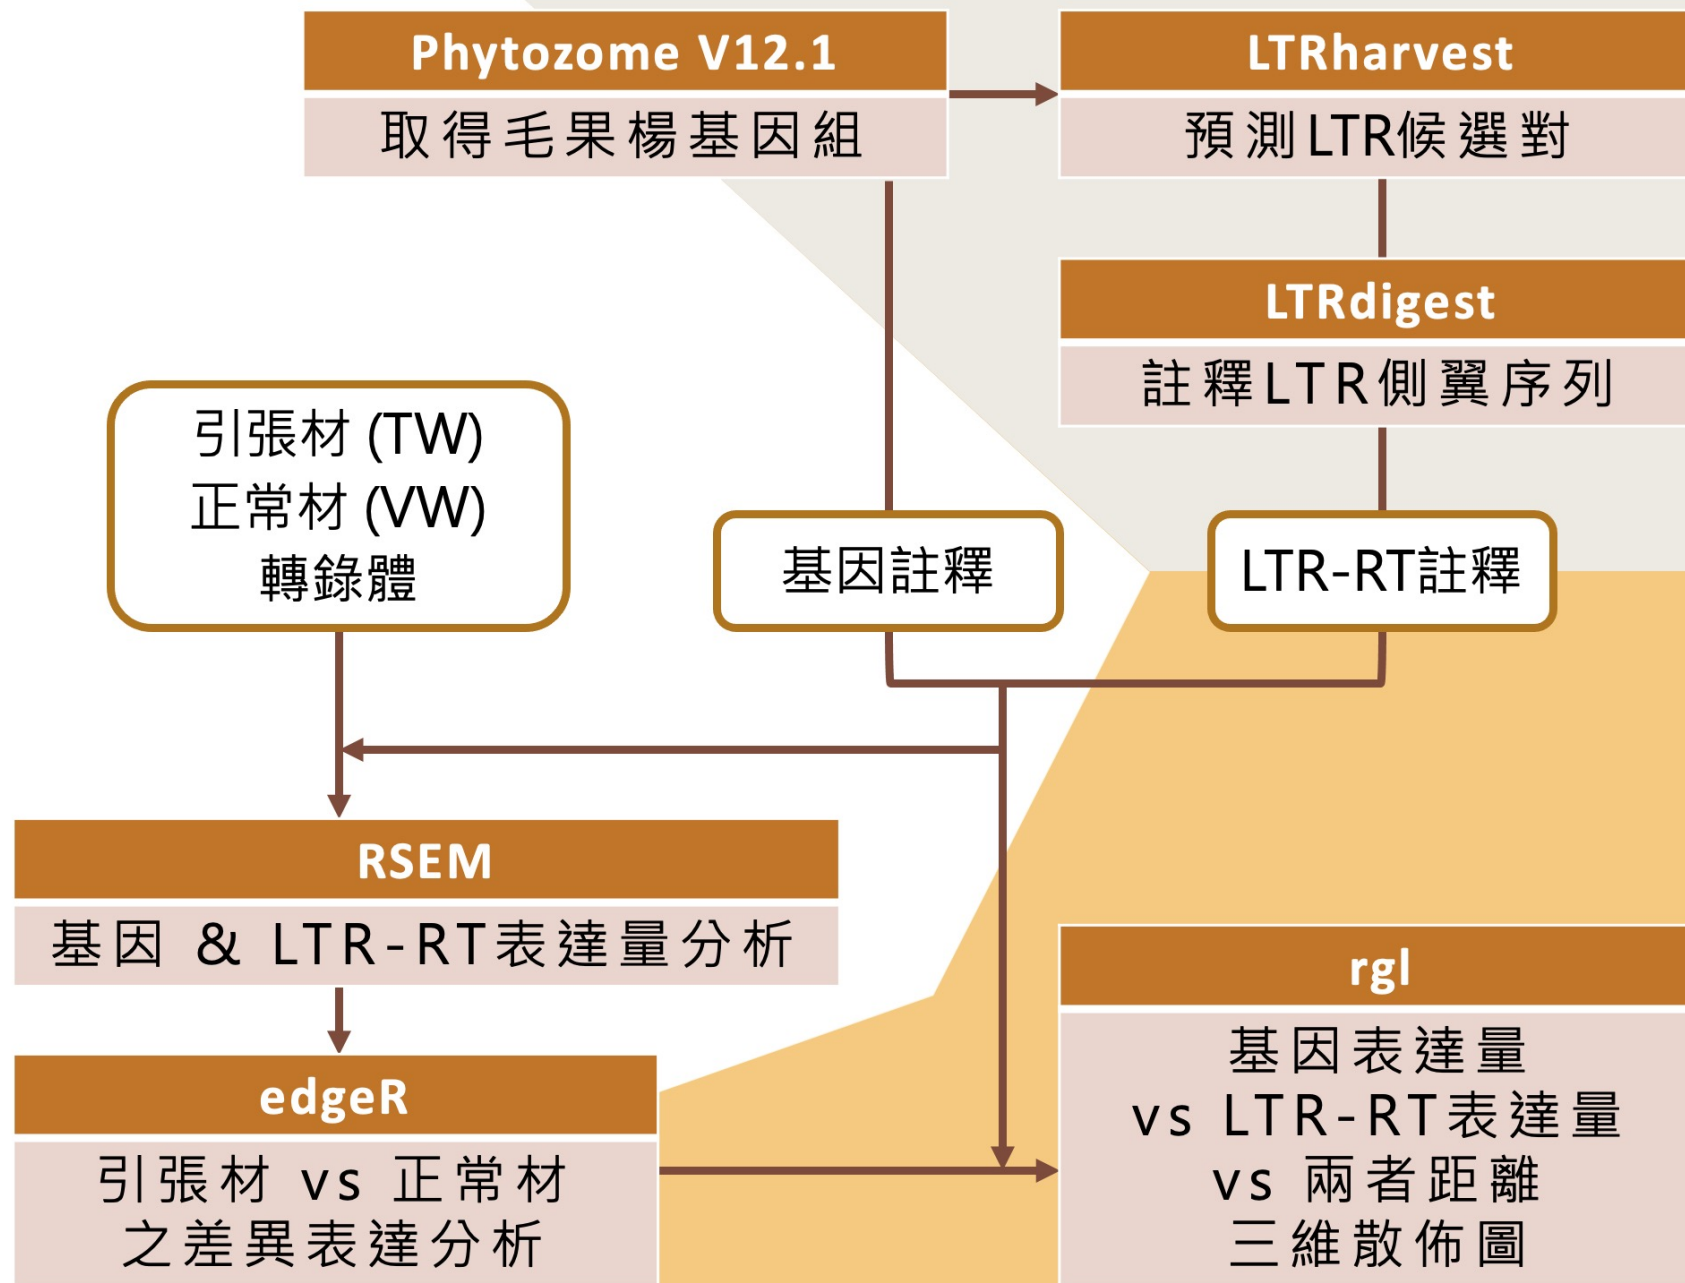 Phytozome V12.1
取得毛果楊基因組
LTRharvest
預測LTR候選對
LTRdigest
註釋LTR側翼序列
引張材 (TW)
正常材 (VW)
轉錄體
基因註釋
LTR-RT註釋
RSEM
基因 & LTR-RT表達量分析
edgeR
引張材 vs 正常材
之差異表達分析
rgl
基因表達量
vs LTR-RT表達量
vs 兩者距離
三維散佈圖